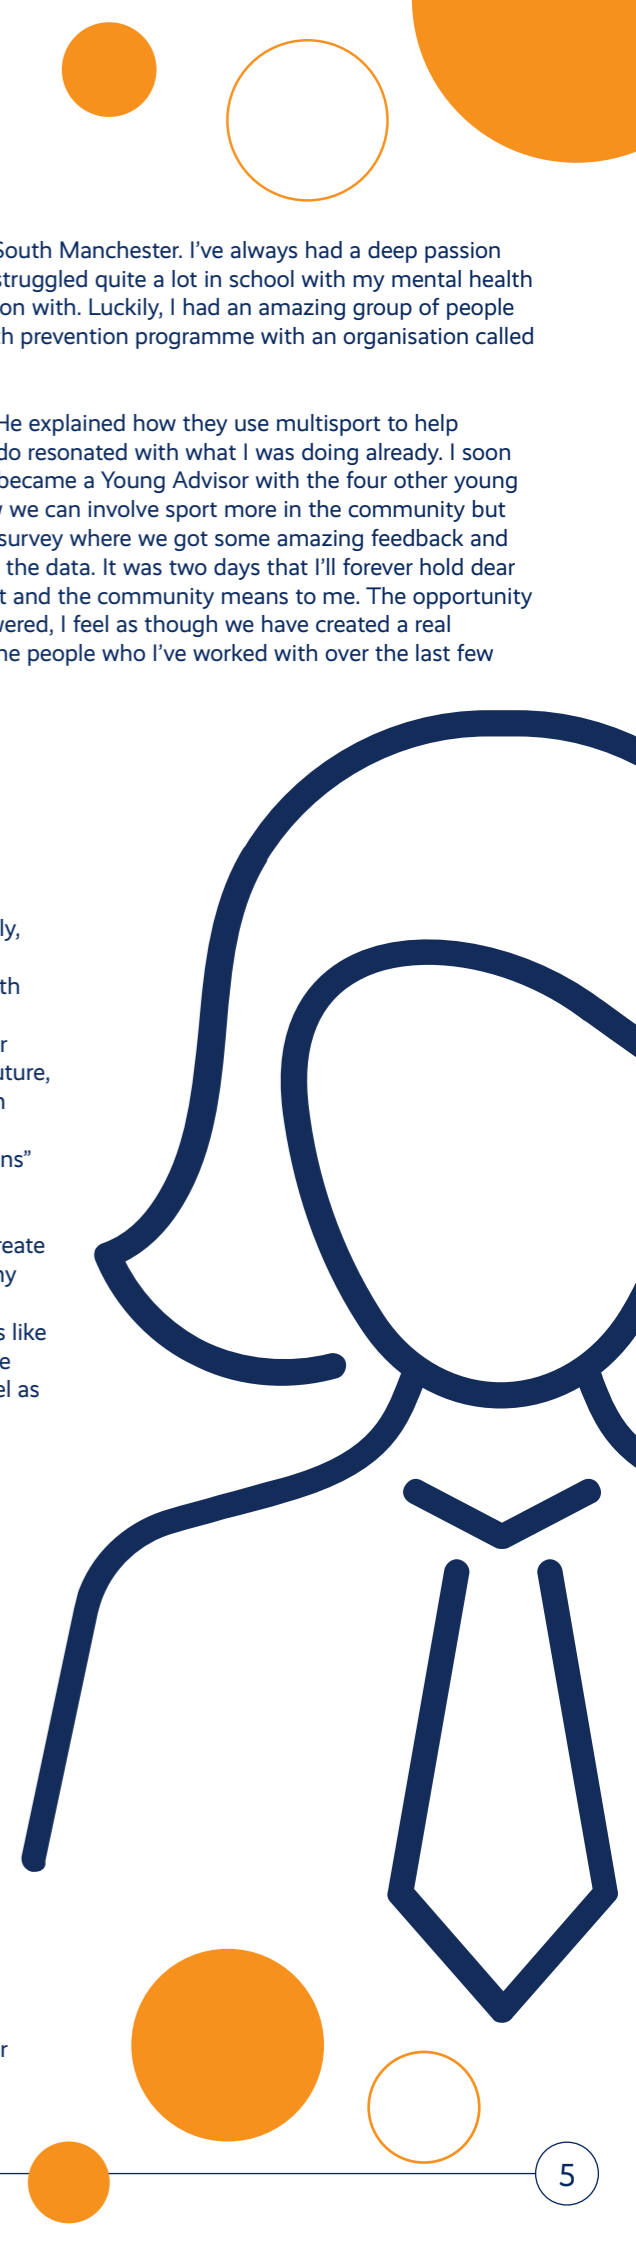 South Manchester. I’ve always had a deep passion
struggled quite a lot in school with my mental health
on with. Luckily, I had an amazing group of people
h prevention programme with an organisation called
He explained how they use multisport to help
do resonated with what I was doing already. I soon
became a Young Advisor with the four other young
we can involve sport more in the community but
survey where we got some amazing feedback and
the data. It was two days that I’ll forever hold dear
t and the community means to me. The opportunity
ered, I feel as though we have created a real
he people who I’ve worked with over the last few
ly,
th
r
uture,
n
ns”
reate
ny
s like
e
el as
r
5